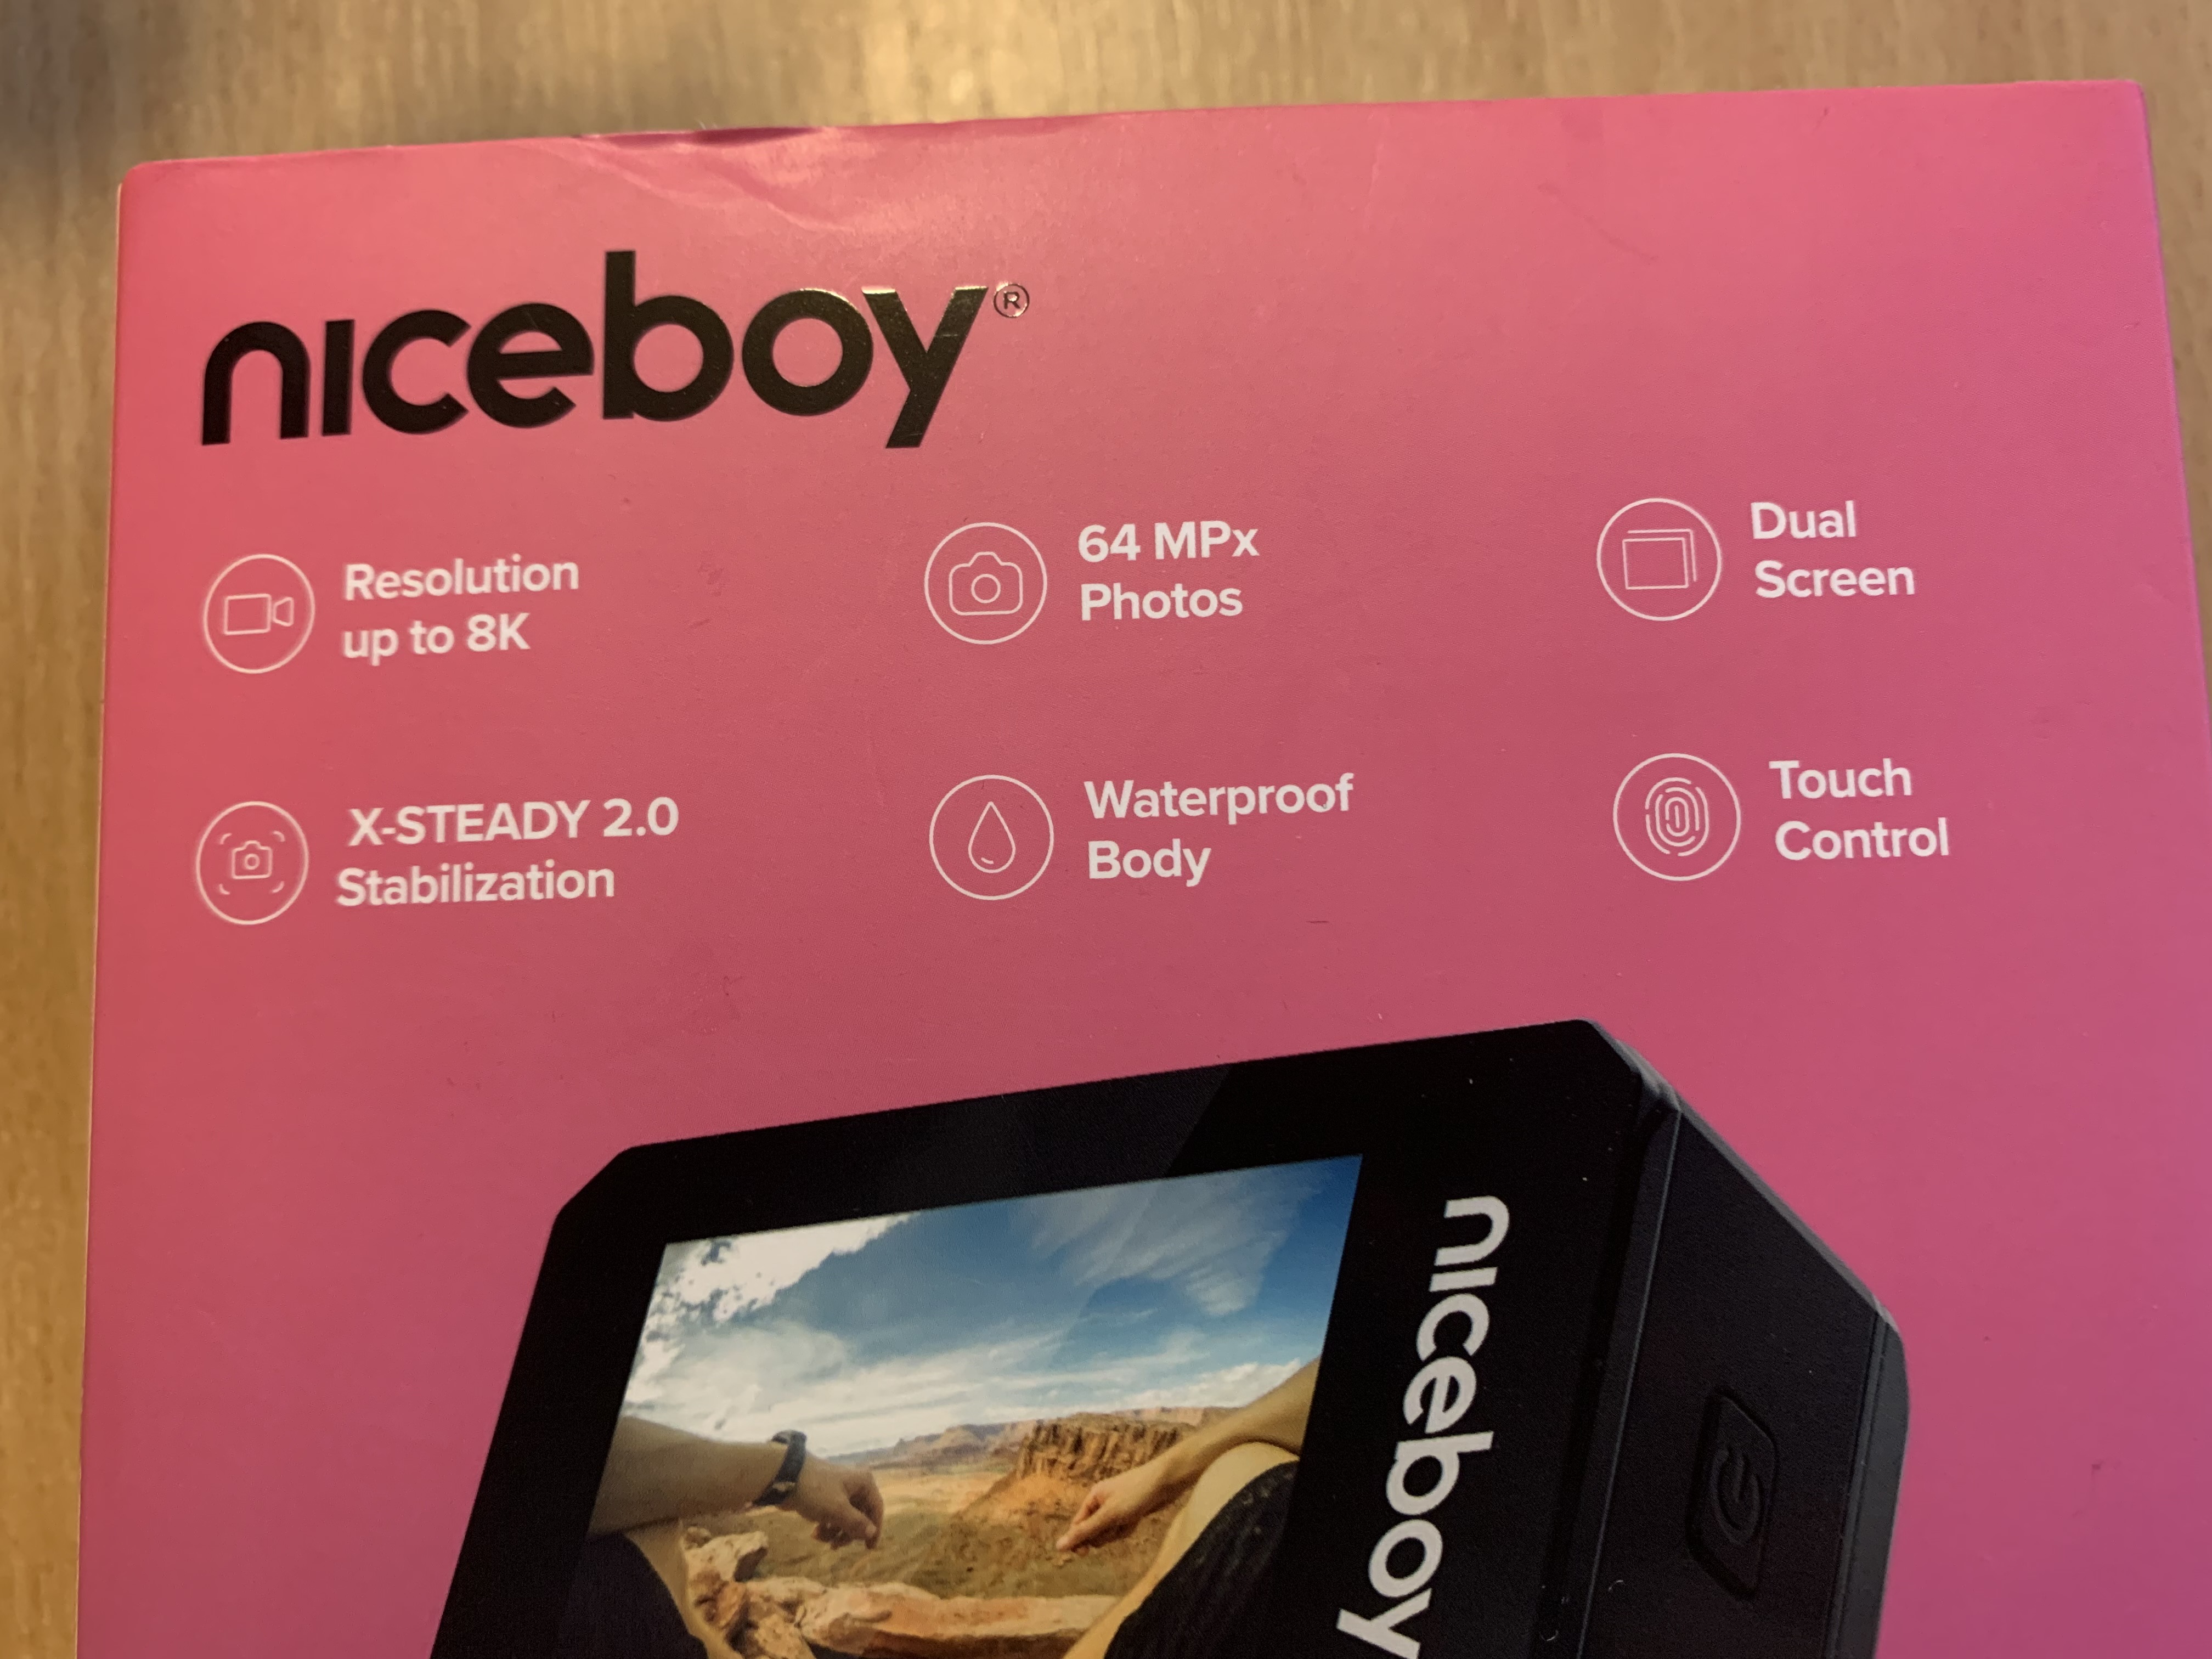 niceboy®
Resolution
up to 8K
64 MPx
Photos
Dual
Screen
X-STEADY 2.0
Stabilization
Waterproof
Body
Touch
Control
niceboy